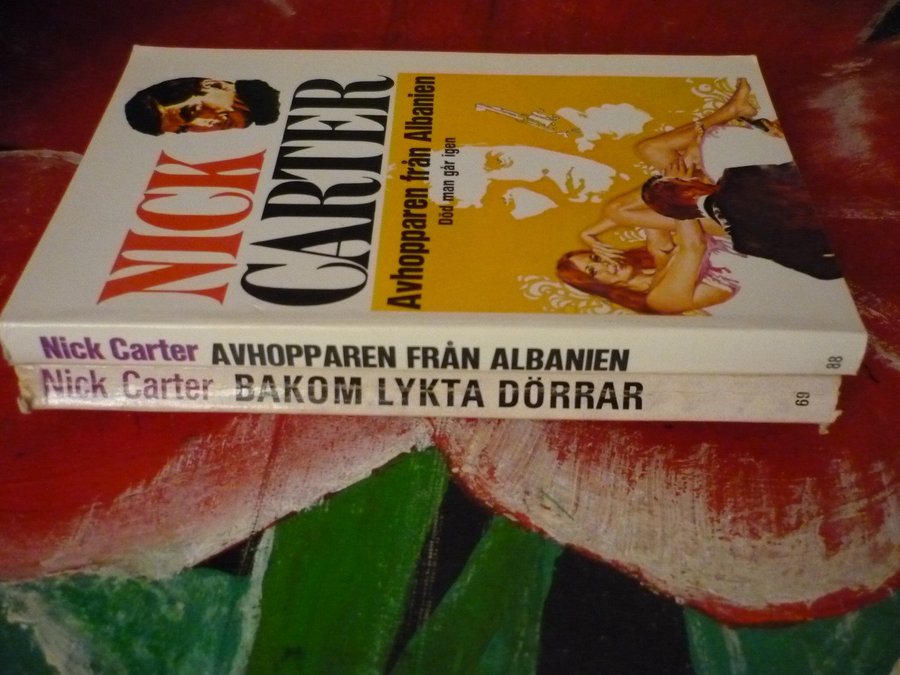 NICK
CARTER
Avhopparen från Albanien
Död man går igen
Nick Carter AVHOPPAREN FRÅN ALBANIEN 88
Nick Carter BAKOM LYKTA DÖRRAR 69